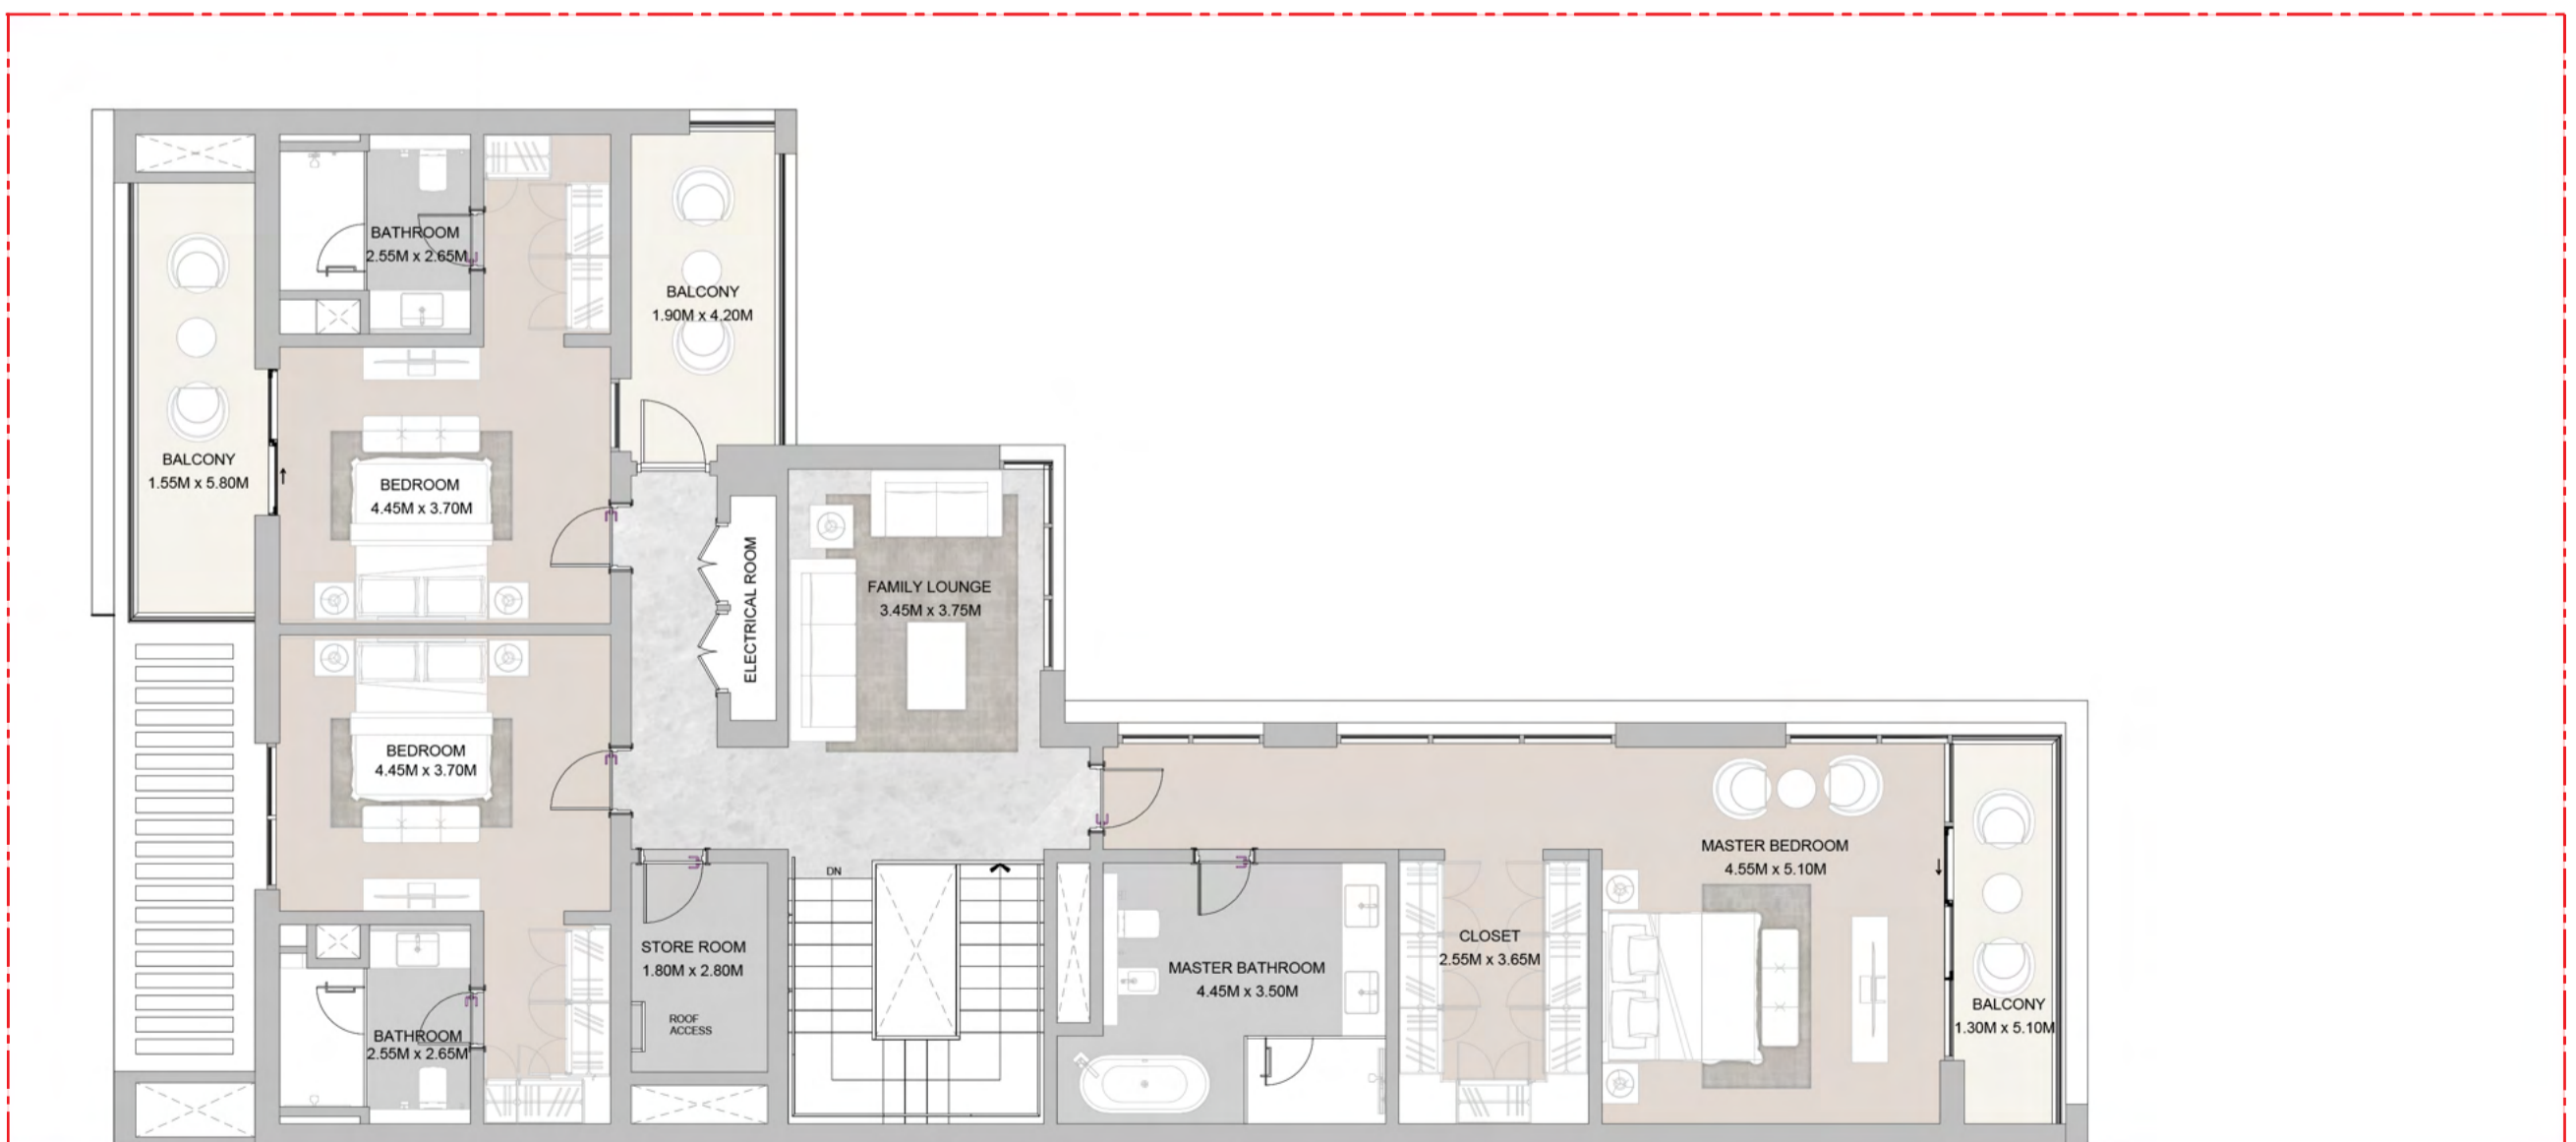 BATHROOM
2.55M x 2.65M
BALCONY
1.90M x 4.20M
BALCONY
1.55M x 5.80M
BEDROOM
4.45M x 3.70M
ELECTRICAL ROOM
FAMILY LOUNGE
3.45M x 3.75M
BEDROOM
4.45M x 3.70M
MASTER BEDROOM
4.55M x 5.10M
DN
STORE ROOM
1.80M x 2.80M
ROOF
ACCESS
MASTER BATHROOM
4.45M x 3.50M
CLOSET
2.55M x 3.65M
BALCONY
1.30M x 5.10M
BATHROOM
2.55M x 2.65M